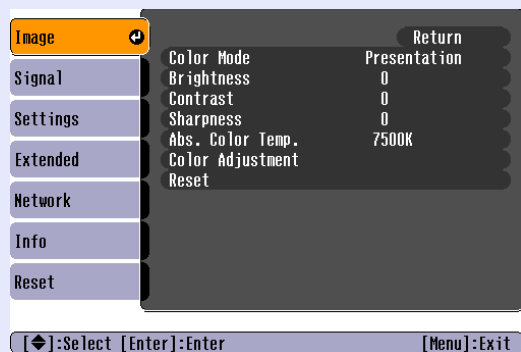 Image
Signal
Settings
Extended
Network
Info
Reset
Return
Color Mode Presentation
Brightness 0
Contrast 0
Sharpness 0
Abs. Color Temp. 7500K
Color Adjustment
Reset
[◆]:Select [Enter]:Enter [Menu]:Exit